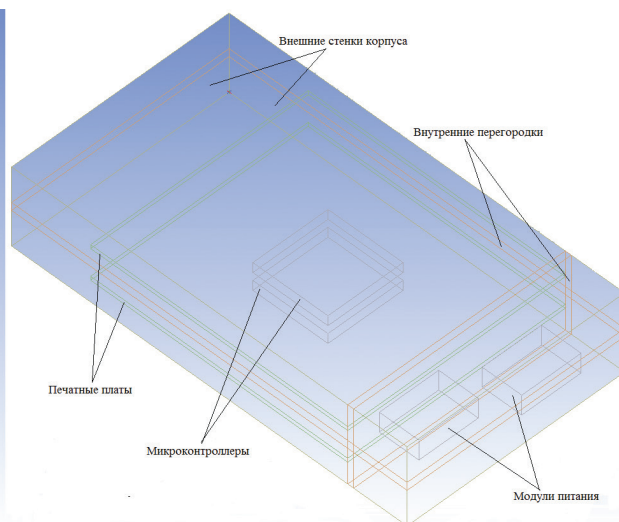 Внешние стенки корпуса
Внутренние перегородки
Печатные платы
Микроконтроллеры
Модули питания